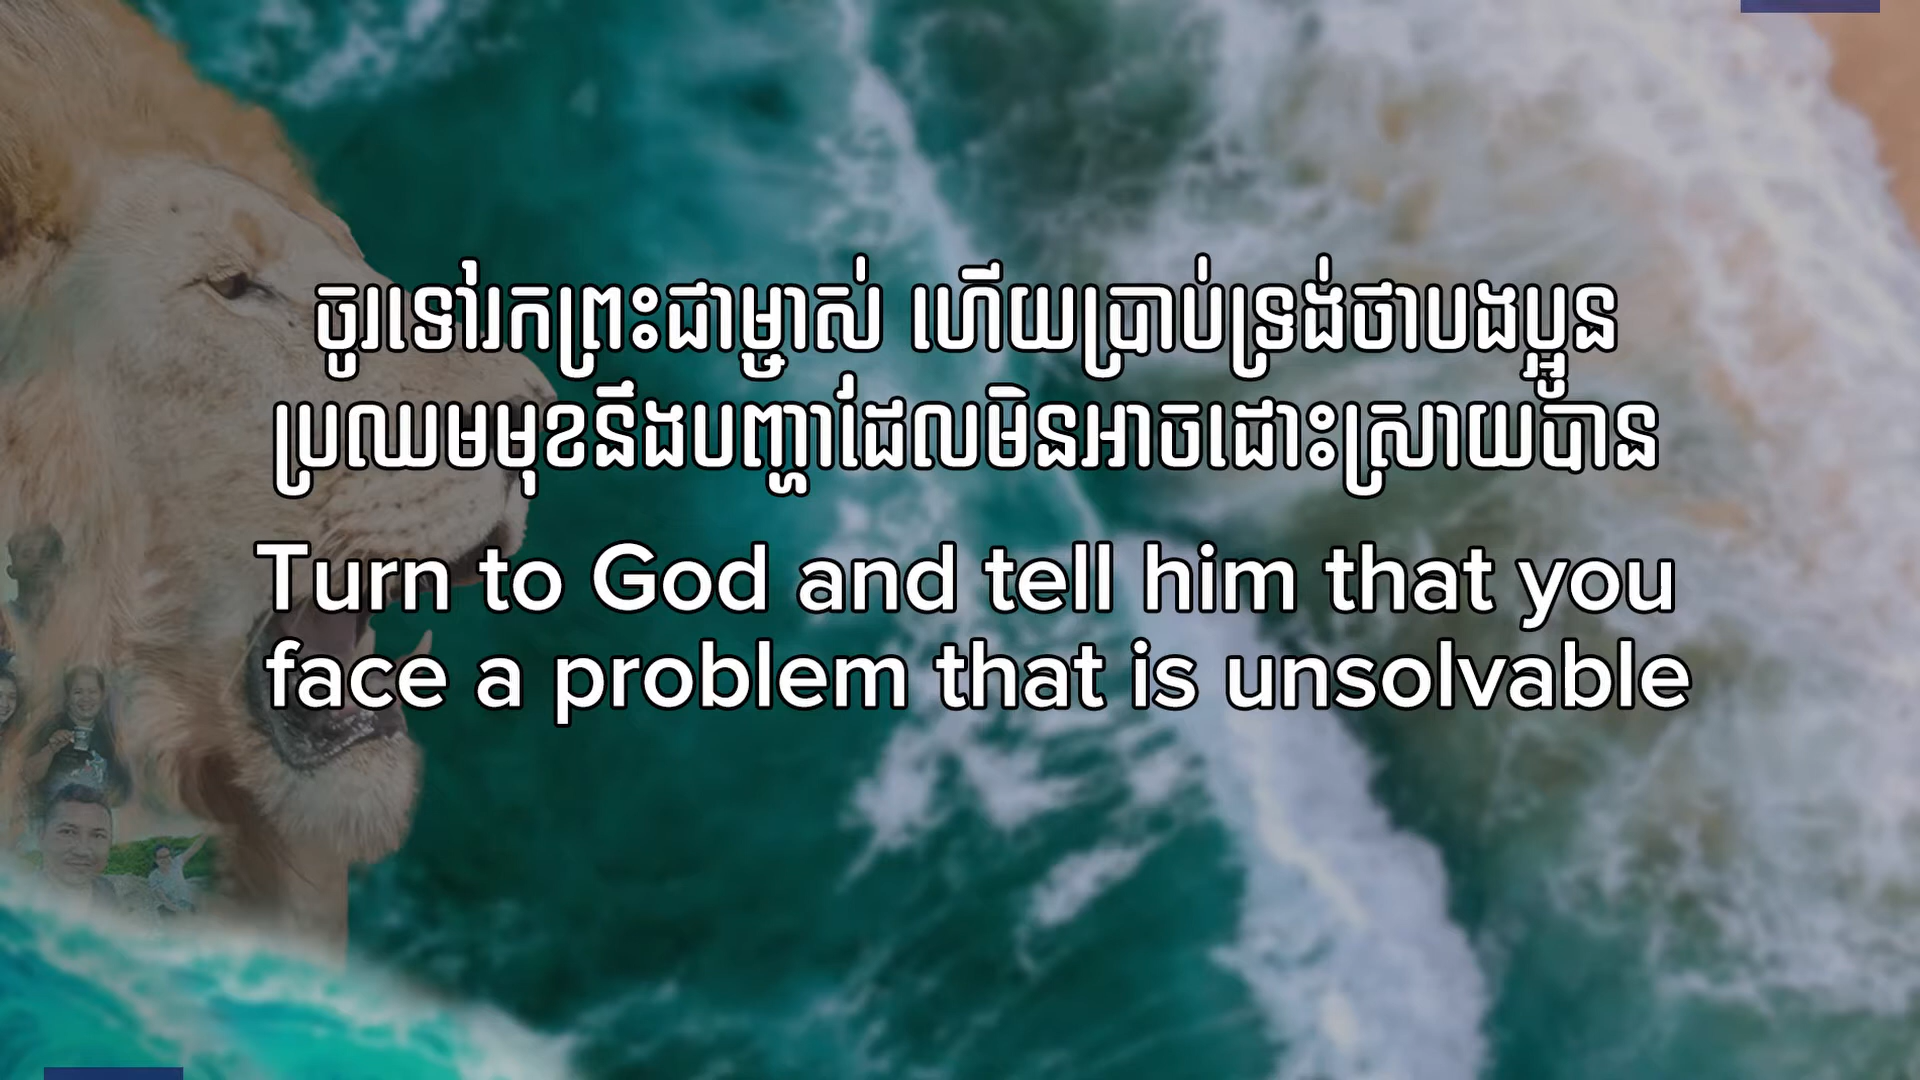 ចូរទៅរកព្រះជាម្ចាស់ ហើយប្រាប់ទ្រង់ថាបងប្អូន
ប្រឈមមុខនឹងបញ្ហាដែលមិនអាចដោះស្រាយបាន
Turn to God and tell him that you
face a problem that is unsolvable